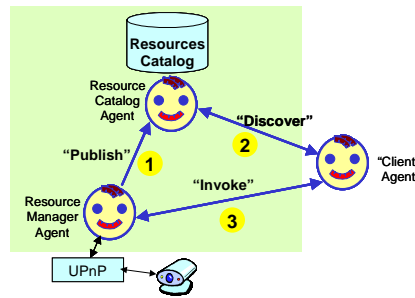 Resources
Catalog
Resource
Catalog
Agent
“Publish”
1
“Discover”
2
“Client
Agent
“Invoke”
3
Resource
Manager
Agent
UPnP